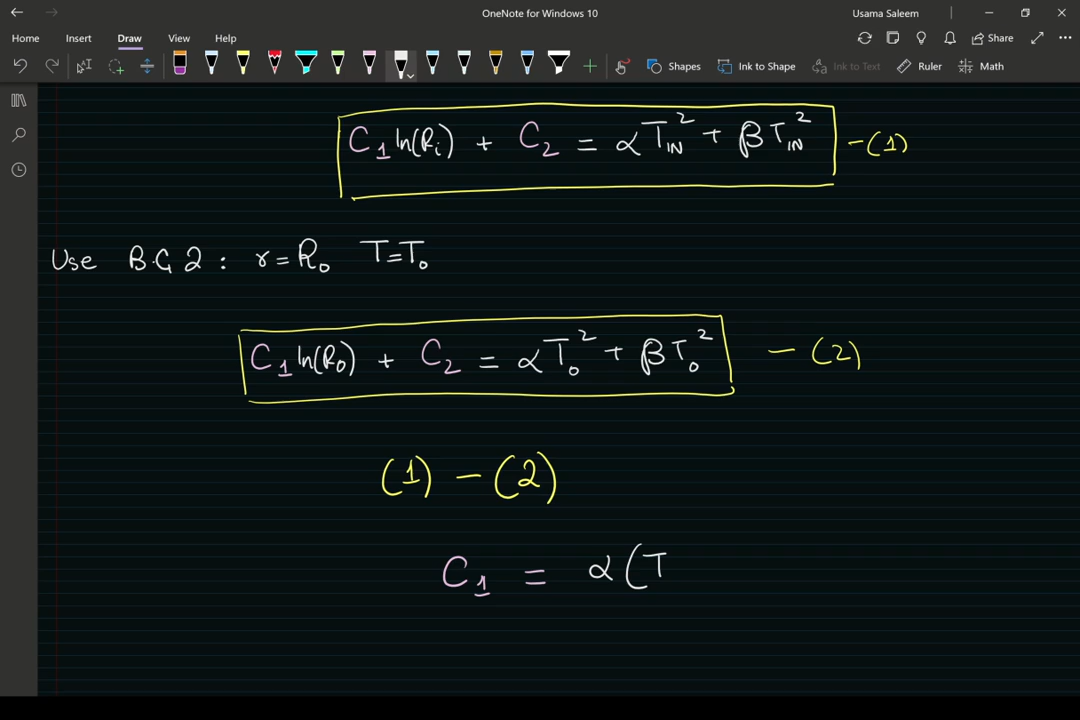 OneNote for Windows 10
Usama Saleem
Home Insert Draw View Help
Share
Shapes Ink to Shape Ink to Text Ruler Math
C₁ ln(Rᵢ) + C₂ = αT_IN² + βT_IN² -(1)
Use B.C 2 : r = R₀ T = T₀
C₁ ln(R₀) + C₂ = αT₀² + βT₀² - (2)
(1) - (2)
C₁ = α(T